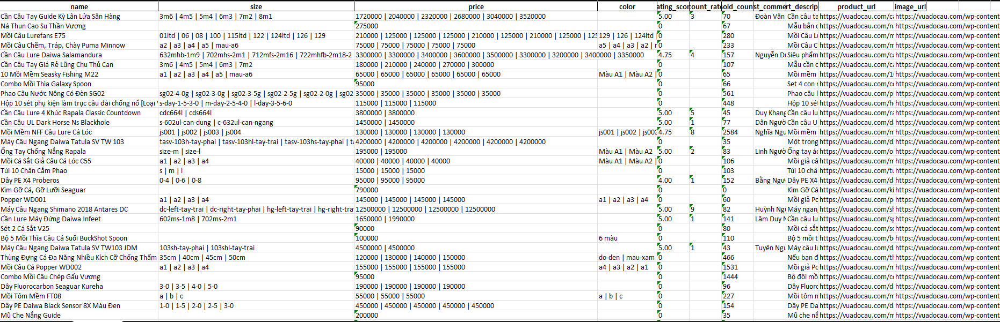 name size price color ating_scor count_rat old_count st_comme rt_descrip product_url image_url
Cần Câu Tay Guide Kỳ Lân Lửa Săn Hàng 3m6 | 4m5 | 5m4 | 6m3 | 7m2 | 8m1 1720000 | 2040000 | 2320000 | 2680000 | 3040000 | 3520000 5.00 3 70 Đoàn Văn Cần câu ta https://vuadocau.com/c https://vuadocau.com/wp-content
Ná Thun Cao Su Thần Vương 275000 0 67 Mẫu bắn c https://vuadocau.com/n https://vuadocau.com/wp-content
Mồi Câu Lurefans E75 01ltd | 06 | 08 | 100 | 115ltd | 122 | 124ltd | 126 | 129 210000 | 125000 | 125000 | 125000 | 210000 | 125000 | 210000 | 125000 | 125 129 | 126 | 124ltd | 0 280 Mồi Câu L https://vuadocau.com/m https://vuadocau.com/wp-content
Mồi Câu Chẽm, Tráp, Chày Puma Minnow a2 | a3 | a4 | a5 | mau-a6 75000 | 75000 | 75000 | 75000 | 75000 a5 | a4 | a3 | a2 | 0 233 Mồi Câu C https://vuadocau.com/m https://vuadocau.com/wp-content
Cần Câu Lure Daiwa Salamandura 632mhb-1m9 | 702mhs-2m1 | 712mfs-2m16 | 722mhfb-2m18-2 3300000 | 3300000 | 3400000 | 3600000 | 3500000 | 3300000 | 3200000 | 3400000 | 3350000 4.75 4 157 Nguyễn D Siêu phẩm https://vuadocau.com/c https://vuadocau.com/wp-content
Cần Câu Tay Giá Rẻ Lũng Chu Thủ Can 3m6 | 4m5 | 5m4 | 6m3 | 7m2 180000 | 210000 | 240000 | 270000 | 300000 0 107 Mẫu cần c https://vuadocau.com/c https://vuadocau.com/wp-content
10 Mồi Mềm Seasky Fishing M22 a1 | a2 | a3 | a4 | a5 | mau-a6 65000 | 65000 | 65000 | 65000 | 65000 | 65000 Màu A1 | Màu A2 | 0 65 Mồi mềm https://vuadocau.com/1 https://vuadocau.com/wp-content
Combo Mồi Thìa Galaxy Spoon 95000 0 66 Set 4 con https://vuadocau.com/c https://vuadocau.com/wp-content
Phao Câu Nước Nông Có Đèn SG02 sg02-4-0g | sg02-3-0g | sg02-3-5g | sg02-2-5g | sg02-2-0g | sg02 35000 | 35000 | 35000 | 35000 | 35000 | 35000 0 561 Phao câu l https://vuadocau.com/p https://vuadocau.com/wp-content
Hộp 10 sét phụ kiện làm trục câu đài chống nổ [Loại s-day-1-5-3-0 | m-day-2-5-4-0 | l-day-3-5-6-0 115000 | 115000 | 115000 0 448 Hộp 10 sé https://vuadocau.com/h https://vuadocau.com/wp-content
Cần Câu Lure 4 Khúc Rapala Classic Countdown cdc664l | cds664l 3800000 | 3800000 5.00 5 45 Duy Khang Cần câu lu https://vuadocau.com/r https://vuadocau.com/wp-content
Cần Câu UL Dark Horse Ns Blackhole s-602ul-can-dung | c-632ul-can-ngang 1450000 | 1450000 5.00 1 77 Dân Ngườ Cần câu U https://vuadocau.com/d https://vuadocau.com/wp-content
Mồi Mềm NFF Câu Lure Cá Lóc js001 | js002 | js003 | js004 130000 | 130000 | 130000 | 130000 js001 | js002 | js003 4.75 8 2584 Nghĩa Ngu Mồi mềm https://vuadocau.com/m https://vuadocau.com/wp-content
Máy Câu Ngang Daiwa Tatula SV TW 103 tasv-103h-tay-phai | tasv-103hl-tay-trai | tasv-103hs-tay-phai | ta 4200000 | 4200000 | 4200000 | 4200000 | 4200000 | 4200000 0 35 Một trong https://vuadocau.com/d https://vuadocau.com/wp-content
Ống Tay Chống Nắng Rapala size-m | size-l 195000 | 195000 Màu A1 | Màu A2 5.00 2 83 Linh Ngườ Ống tay á https://vuadocau.com/o https://vuadocau.com/wp-content
Mồi Cá Sắt Giả Câu Cá Lóc C55 a1 | a2 | a3 | a4 40000 | 40000 | 40000 | 40000 Màu A1 | Màu A2 | 0 106 Mồi giả câ https://vuadocau.com/m https://vuadocau.com/wp-content
Túi 10 Chân Cắm Phao s | m | l 15000 | 15000 | 15000 0 103 Túi 10 châ https://vuadocau.com/t https://vuadocau.com/wp-content
Dây PE X4 Proberos 0-4 | 0-6 | 0-8 95000 | 95000 | 95000 4.00 1 152 Bằng Ngư Dây PE X4 https://vuadocau.com/d https://vuadocau.com/wp-content
Kìm Gỡ Cá, Gỡ Lưỡi Seaguar 790000 0 0 Kìm Gỡ Cá https://vuadocau.com/k https://vuadocau.com/wp-content
Popper WD001 a1 | a2 | a3 | a4 145000 | 145000 | 145000 | 145000 a1 | a2 | a3 | a4 0 60 Mồi giả Po https://vuadocau.com/p https://vuadocau.com/wp-content
Máy Câu Ngang Shimano 2018 Antares DC dc-left-tay-trai | dc-right-tay-phai | hg-left-tay-trai | hg-right-tra 12500000 | 12500000 | 12500000 | 12500000 5.00 9 82 Huỳnh Ng Máy ngang https://vuadocau.com/s https://vuadocau.com/wp-content
Cần Lure Máy Đứng Daiwa Infeet 602ms-1m8 | 702ms-2m1 1650000 | 1990000 5.00 1 141 Lâm Duy N Cần câu lu https://vuadocau.com/s https://vuadocau.com/wp-content
Sét 2 Cá Sắt V25 90000 0 80 Mồi cá sắt https://vuadocau.com/s https://vuadocau.com/wp-content
Bộ 5 Mồi Thìa Câu Cá Suối BuckShot Spoon 100000 6 màu 0 110 Bộ 5 mồi t https://vuadocau.com/b https://vuadocau.com/wp-content
Máy Câu Ngang Daiwa Tatula SV TW103 JDM 103sh-tay-phai | 103shl-tay-trai 4500000 | 4500000 5.00 1 43 Tuyên Ngu Máy câu l https://vuadocau.com/d https://vuadocau.com/wp-content
Thùng Đựng Cá Đa Năng Nhiều Kích Cỡ Chống Thấm 35cm | 40cm | 45cm | 50cm 120000 | 130000 | 140000 | 150000 do-den | mau-xam 0 466 Nếu bạn đ https://vuadocau.com/t https://vuadocau.com/wp-content
Mồi Câu Cá Popper WD002 a1 | a2 | a3 | a4 155000 | 155000 | 155000 | 155000 a4 | a3 | a2 | a1 0 1531 Mồi giả Po https://vuadocau.com/m https://vuadocau.com/wp-content
Combo Mồi Câu Chép Gấu Vương 95000 0 1444 Bộ đôi mồ https://vuadocau.com/c https://vuadocau.com/wp-content
Dây Fluorocarbon Seaguar Kureha 3-0 | 3-5 | 4-0 | 5-0 190000 | 190000 | 190000 | 190000 0 96 Dây Fluoro https://vuadocau.com/d https://vuadocau.com/wp-content
Mồi Tôm Mềm FT08 a | b | c 55000 | 55000 | 55000 a | b | c 0 227 Mồi tôm n https://vuadocau.com/m https://vuadocau.com/wp-content
Dây PE Daiwa Black Sensor 8X Màu Đen 1-0 | 1-5 | 2-0 | 2-5 | 3-0 450000 | 450000 | 450000 | 450000 | 450000 0 154 Dây PE Da https://vuadocau.com/d https://vuadocau.com/wp-content
Mũ Che Nắng Guide 200000 0 35 Mũ che nắ https://vuadocau.com/m https://vuadocau.com/wp-content